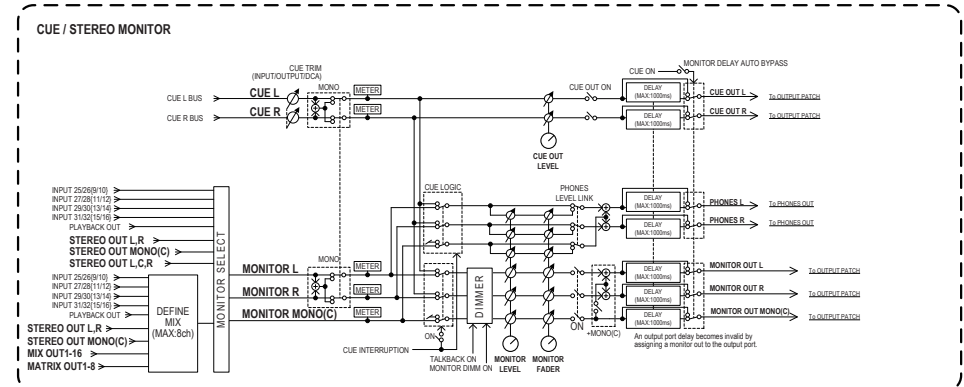 CUE / STEREO MONITOR
MONITOR DELAY AUTO BYPASS
CUE ON
CUE TRIM
(INPUT/OUTPUT/DCA)
MONO
METER
CUE OUT ON
DELAY
(MAX:1000ms)
CUE L BUS
CUE L
CUE OUT L
To OUTPUT PATCH
METER
DELAY
(MAX:1000ms)
CUE R BUS
CUE R
CUE OUT R
To OUTPUT PATCH
CUE OUT
LEVEL
CUE LOGIC
PHONES
LEVEL LINK
INPUT 25/26(9/10)
INPUT 27/28(11/12)
INPUT 29/30(13/14)
INPUT 31/32(15/16)
PLAYBACK OUT
STEREO OUT L,R
STEREO OUT MONO(C)
STEREO OUT L,C,R
MONITOR SELECT
DELAY
(MAX:1000ms)
PHONES L
To PHONES OUT
DELAY
(MAX:1000ms)
PHONES R
To PHONES OUT
INPUT 25/26(9/10)
INPUT 27/28(11/12)
INPUT 29/30(13/14)
INPUT 31/32(15/16)
PLAYBACK OUT
STEREO OUT L,R
STEREO OUT MONO(C)
MIX OUT1-16
MATRIX OUT1-8
DEFINE
MIX
(MAX:8ch)
MONO
MONITOR L
METER
MONITOR R
METER
MONITOR MONO(C)
METER
DIMMER
DELAY
(MAX:1000ms)
MONITOR OUT L
To OUTPUT PATCH
DELAY
(MAX:1000ms)
MONITOR OUT R
To OUTPUT PATCH
DELAY
(MAX:1000ms)
MONITOR OUT MONO(C)
To OUTPUT PATCH
ON
ON
+MONO(C)
CUE INTERRUPTION
TALKBACK ON
MONITOR DIMM ON
MONITOR
LEVEL
MONITOR
FADER
An output port delay becomes invalid by
assigning a monitor out to the output port.